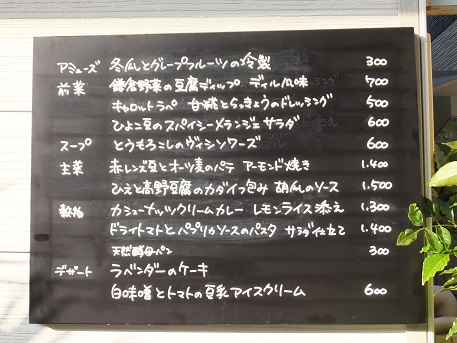 アミューズ 冬瓜とグレープフルーツの冷製 300
前菜 鎌倉野菜の豆腐ディップ ディル風味 700
キャロットラペ 甘糀とらっきょうのドレッシング 500
ひよこ豆のスパイシーメランジェ サラダ 600
スープ とうもろこしのヴィシソワーズ 600
主菜 赤レンズ豆とオーツ麦のパテ アーモンド焼き 1.400
ひえと高野豆腐のカダイフ包み 胡瓜のソース 1.500
穀物 カシューナッツクリームカレー レモンライス添え 1.300
ドライトマトとパプリカソースのパスタ サラダ仕立て 1.400
天然酵母パン 300
デザート ラベンダーのケーキ
白味噌とトマトの豆乳アイスクリーム 600